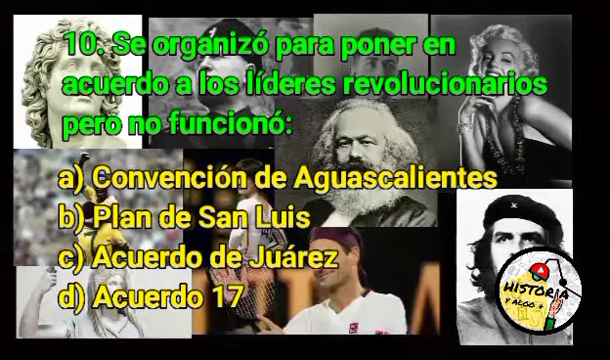 10. Se organizó para poner en
acuerdo a los líderes revolucionarios
pero no funcionó:
a) Convención de Aguascalientes
b) Plan de San Luis
c) Acuerdo de Juárez
d) Acuerdo 17
HISTORIA
Y ALGO +